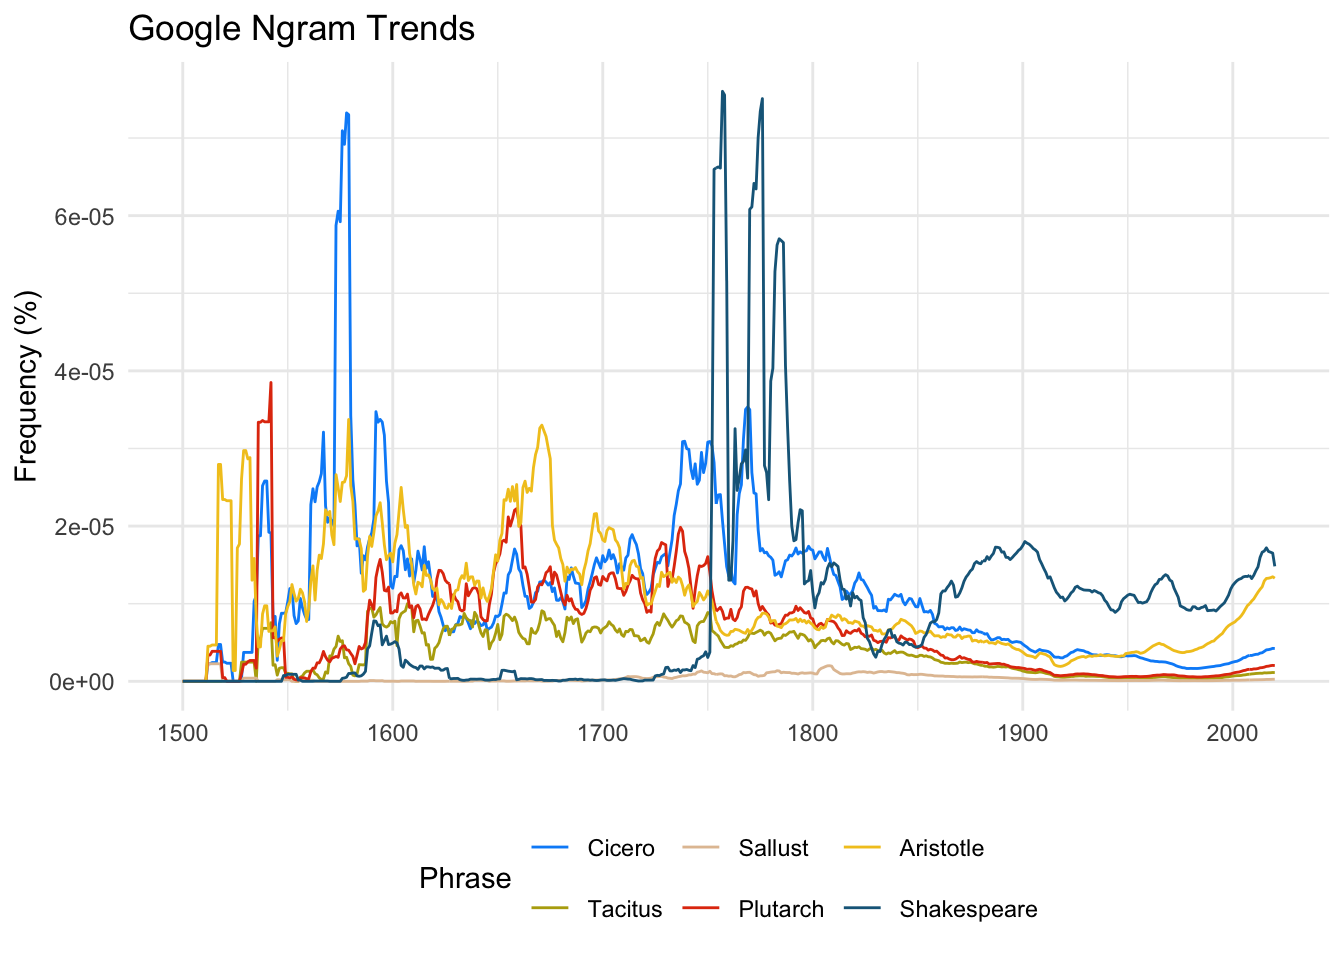 Google Ngram Trends
Frequency (%)
6e-05
4e-05
2e-05
0e+00
1500 1600 1700 1800 1900 2000
Phrase
Cicero Sallust Aristotle
Tacitus Plutarch Shakespeare